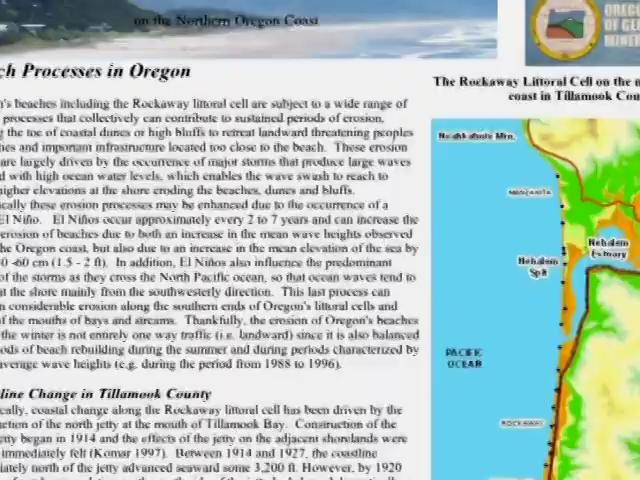 on the Northern Oregon Coast
OREGO
OF GE
MINER
ch Processes in Oregon
The Rockaway Littoral Cell on the n
coast in Tillamook Cou
n's beaches including the Rockaway littoral cell are subject to a wide range of
processes that collectively can contribute to sustained periods of erosion,
g the toe of coastal dunes or high bluffs to retreat landward threatening peoples
es and important infrastructure located too close to the beach. These erosion
are largely driven by the occurrence of major storms that produce large waves
d with high ocean water levels, which enables the wave swash to reach to
higher elevations at the shore eroding the beaches, dunes and bluffs.
ically these erosion processes may be enhanced due to the occurrence of a
El Niño. El Niños occur approximately every 2 to 7 years and can increase the
erosion of beaches due to both an increase in the mean wave heights observed
he Oregon coast, but also due to an increase in the mean elevation of the sea by
0 -60 cm (1.5 - 2 ft). In addition, El Niños also influence the predominant
of the storms as they cross the North Pacific ocean, so that ocean waves tend to
at the shore mainly from the southwesterly direction. This last process can
n considerable erosion along the southern ends of Oregon's littoral cells and
of the mouths of bays and streams. Thankfully, the erosion of Oregon's beaches
the winter is not entirely one way traffic (i.e. landward) since it is also balanced
ods of beach rebuilding during the summer and during periods characterized by
average wave heights (e.g. during the period from 1988 to 1996).
line Change in Tillamook County
cally, coastal change along the Rockaway littoral cell has been driven by the
ction of the north jetty at the mouth of Tillamook Bay. Construction of the
etty began in 1914 and the effects of the jetty on the adjacent shorelands were
immediately felt (Komar 1997). Between 1914 and 1927, the coastline
iately north of the jetty advanced seaward some 3,200 ft. However, by 1920
Neahkahnie Mtn.
MANZANITA
Nehalem
Estuary
Nehalem
Spit
PACIFIC
OCEAN
ROCKAWAY